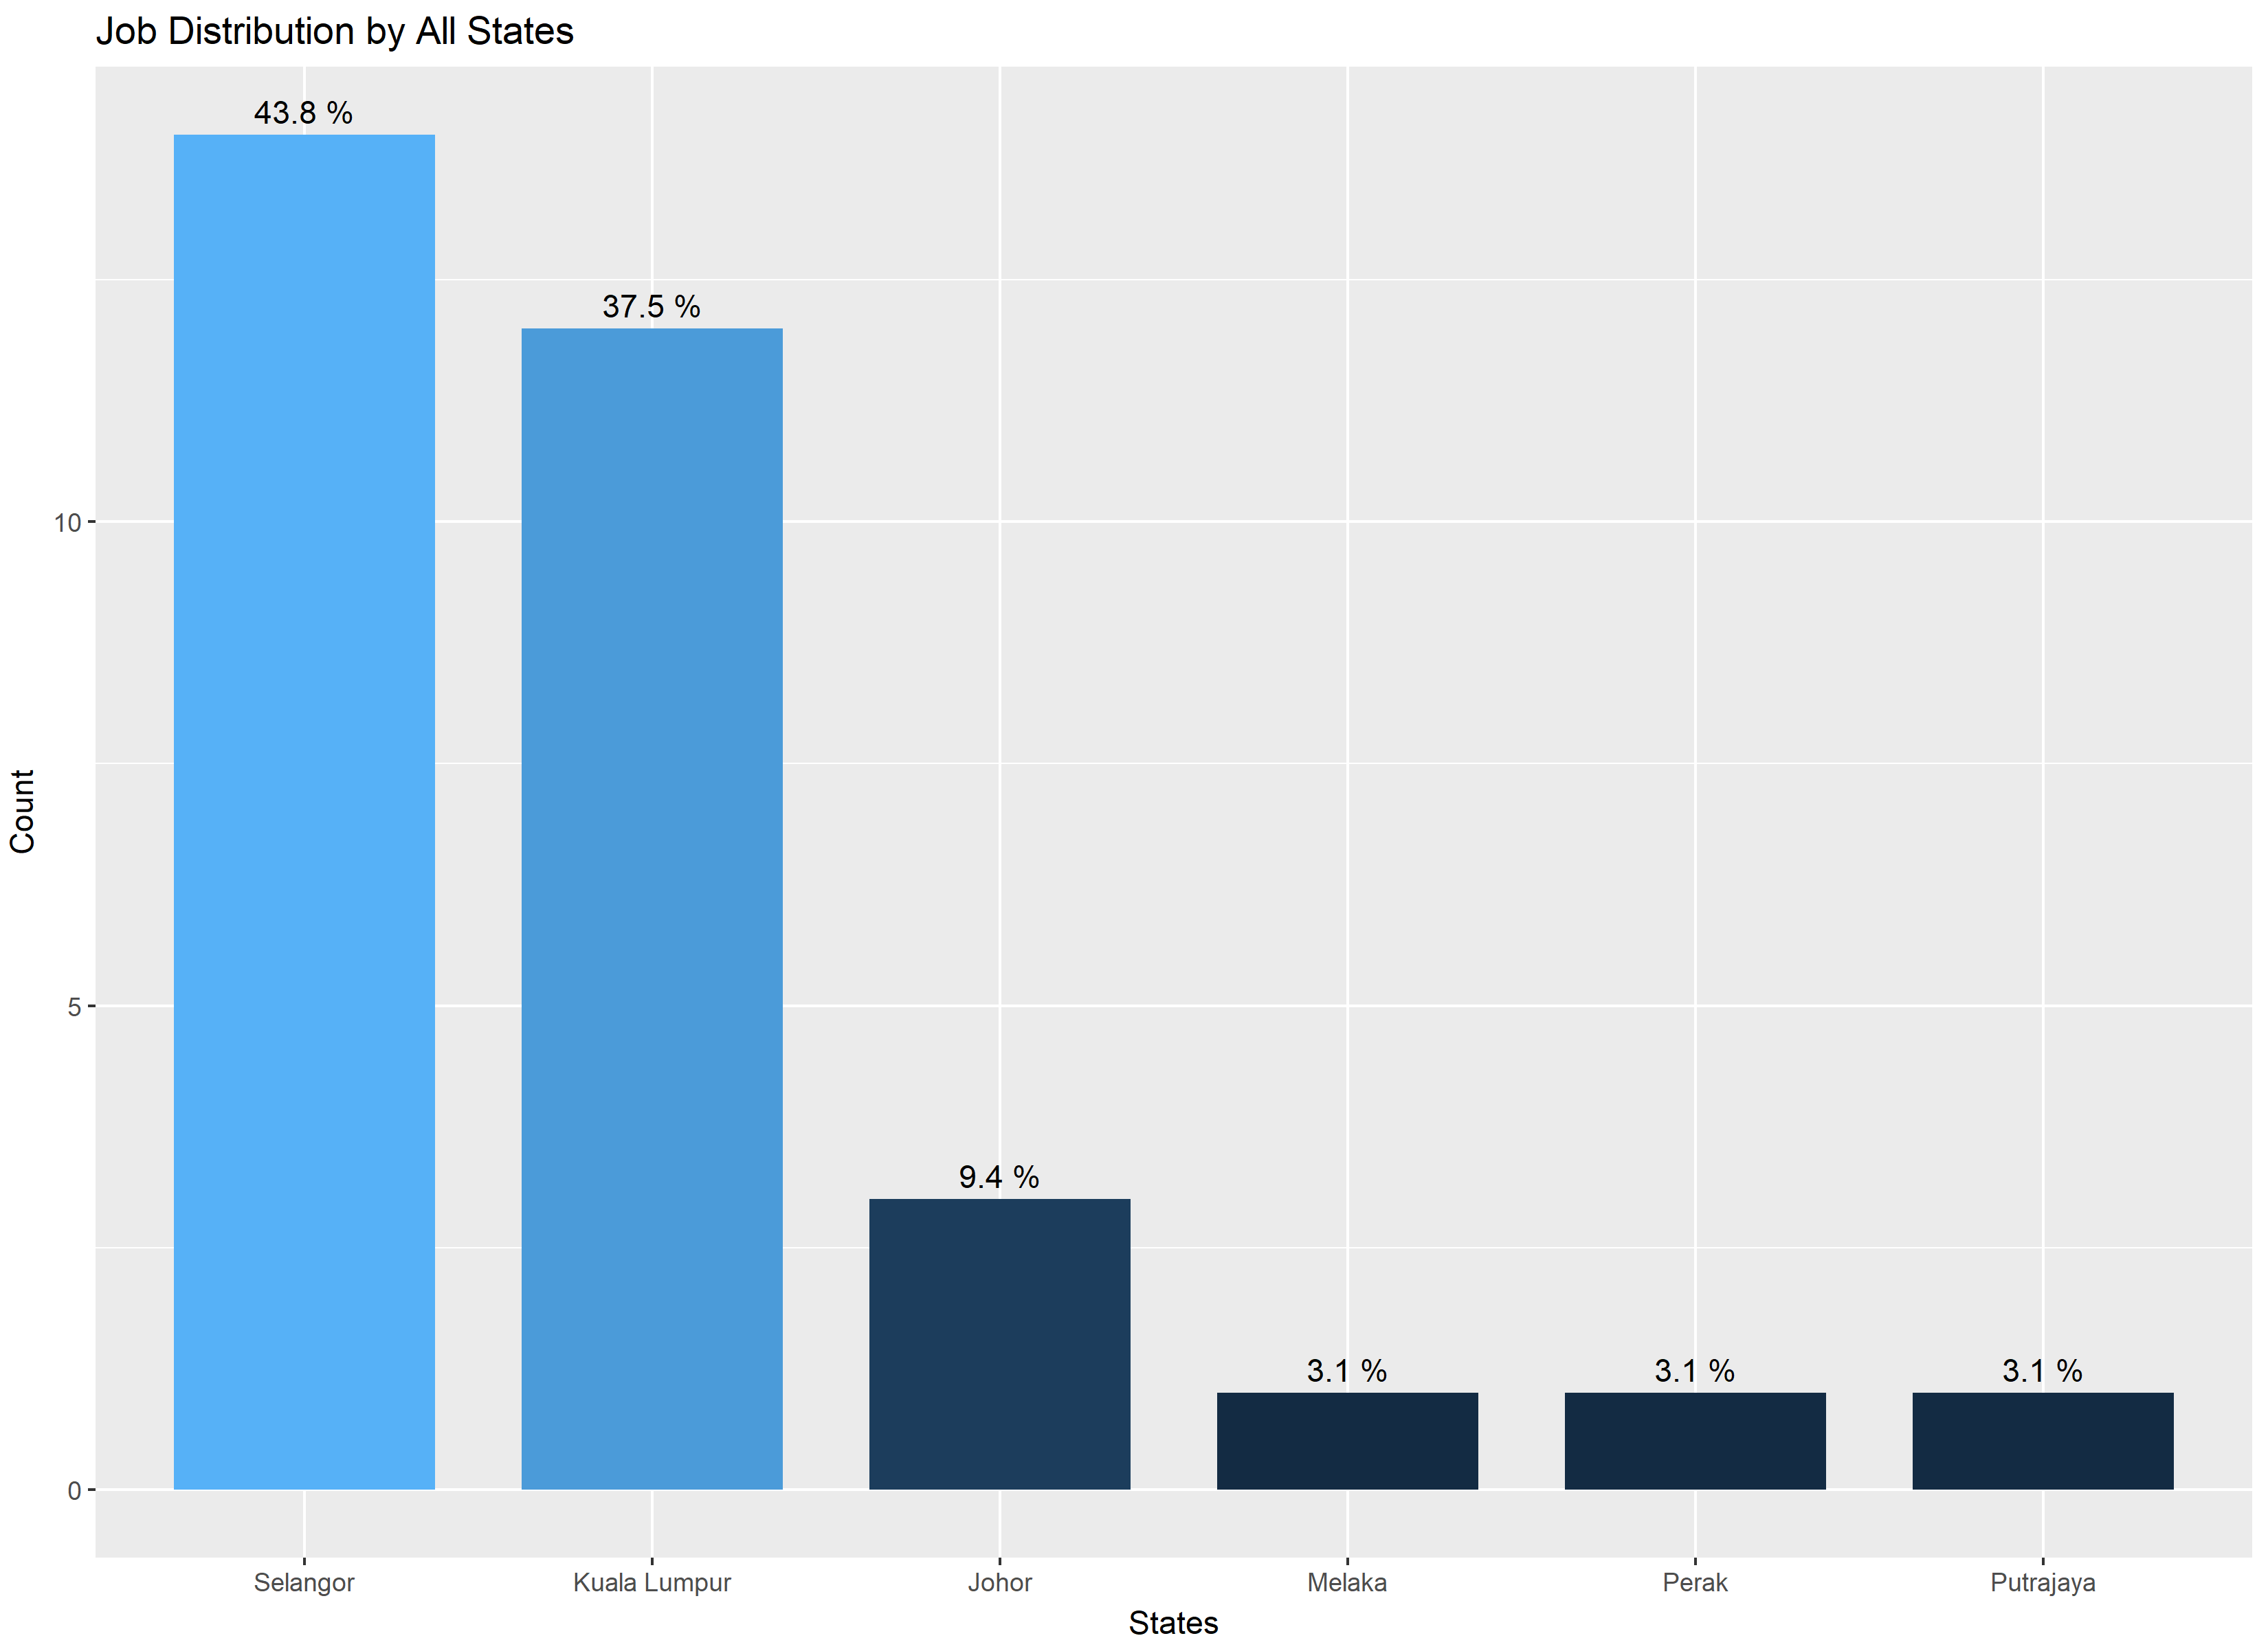 Job Distribution by All States
43.8 %
37.5 %
9.4 %
3.1 %
3.1 %
3.1 %
10
5
0
Count
Selangor
Kuala Lumpur
Johor
Melaka
Perak
Putrajaya
States